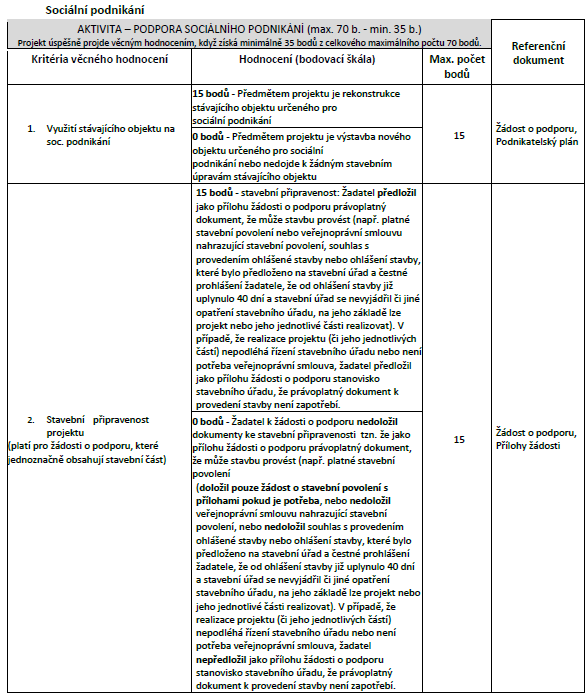 Sociální podnikání
AKTIVITA – PODPORA SOCIÁLNÍHO PODNIKÁNÍ (max. 70 b. - min. 35 b.)
Projekt úspěšně projde věcným hodnocením, když získá minimálně 35 bodů z celkového maximálního počtu 70 bodů.
Referenční
dokument
Kritéria věcného hodnocení
Hodnocení (bodovací škála)
Max. počet
bodů
1. Využití stávajícího objektu na
soc. podnikání
15 bodů - Předmětem projektu je rekonstrukce
stávajícího objektu určeného pro
sociální podnikání
0 bodů - Předmětem projektu je výstavba nového
objektu určeného pro sociální
podnikání nebo nedojde k žádným stavebním
úpravám stávajícího objektu
15
Žádost o podporu,
Podnikatelský plán
2. Stavební připravenost
projektu
(platí pro žádosti o podporu, které
jednoznačně obsahují stavební část)
15 bodů - stavební připravenost: Žadatel předložil
jako přílohu žádosti o podporu právoplatný
dokument, že může stavbu provést (např. platné
stavební povolení nebo veřejnoprávní smlouvu
nahrazující stavební povolení, souhlas s
provedením ohlášené stavby nebo ohlášení stavby,
které bylo předloženo na stavební úřad a čestné
prohlášení žadatele, že od ohlášení stavby již
uplynulo 40 dní a stavební úřad se nevyjádřil či jiné
opatření stavebního úřadu, na jeho základě lze
projekt nebo jeho jednotlivé části realizovat). V
případě, že realizace projektu (či jeho jednotlivých
částí) nepodléhá řízení stavebního úřadu nebo není
potřeba veřejnoprávní smlouva, žadatel předložil
jako přílohu žádosti o podporu stanovisko
stavebního úřadu, že právoplatný dokument k
provedení stavby není zapotřebí.
0 bodů - Žadatel k žádosti o podporu nedoložil
dokumenty ke stavební připravenosti tzn. že jako
přílohu žádosti o podporu právoplatný dokument,
že může stavbu provést (např. platné stavební
povolení
(doložil pouze žádost o stavební povolení s
přílohami pokud je potřeba, nebo nedoložil
veřejnoprávní smlouvu nahrazující stavební
povolení, nebo nedoložil souhlas s provedením
ohlášené stavby nebo ohlášení stavby, které bylo
předloženo na stavební úřad a čestné prohlášení
žadatele, že od ohlášení stavby již uplynulo 40 dní
a stavební úřad se nevyjádřil či jiné opatření
stavebního úřadu, na jeho základě lze projekt nebo
jeho jednotlivé části realizovat). V případě, že
realizace projektu (či jeho jednotlivých částí)
nepodléhá řízení stavebního úřadu nebo není
potřeba veřejnoprávní smlouva, žadatel
nepředložil jako přílohu žádosti o podporu
stanovisko stavebního úřadu, že právoplatný
dokument k provedení stavby není zapotřebí.
15
Žádost o podporu,
Přílohy žádosti